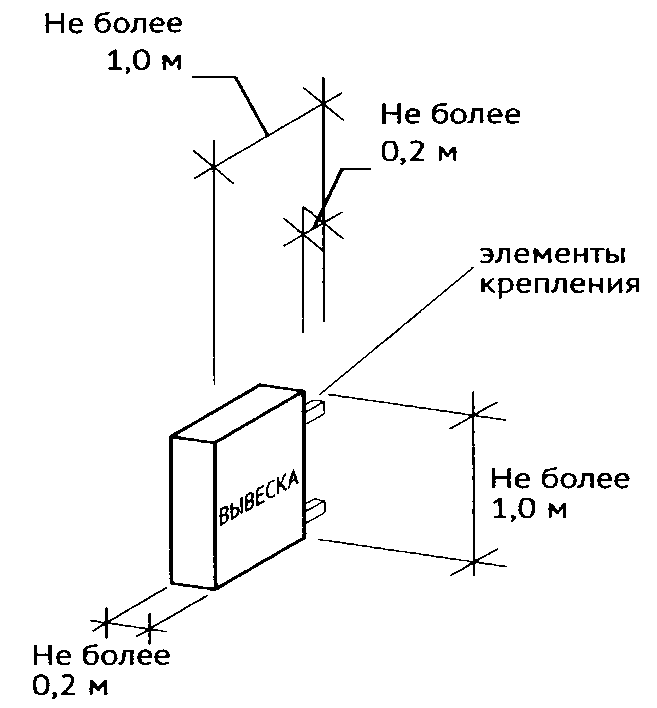 Не более
1,0 м
Не более
0,2 м
элементы
крепления
ВЫВЕСКА
Не более
1,0 м
Не более
0,2 м